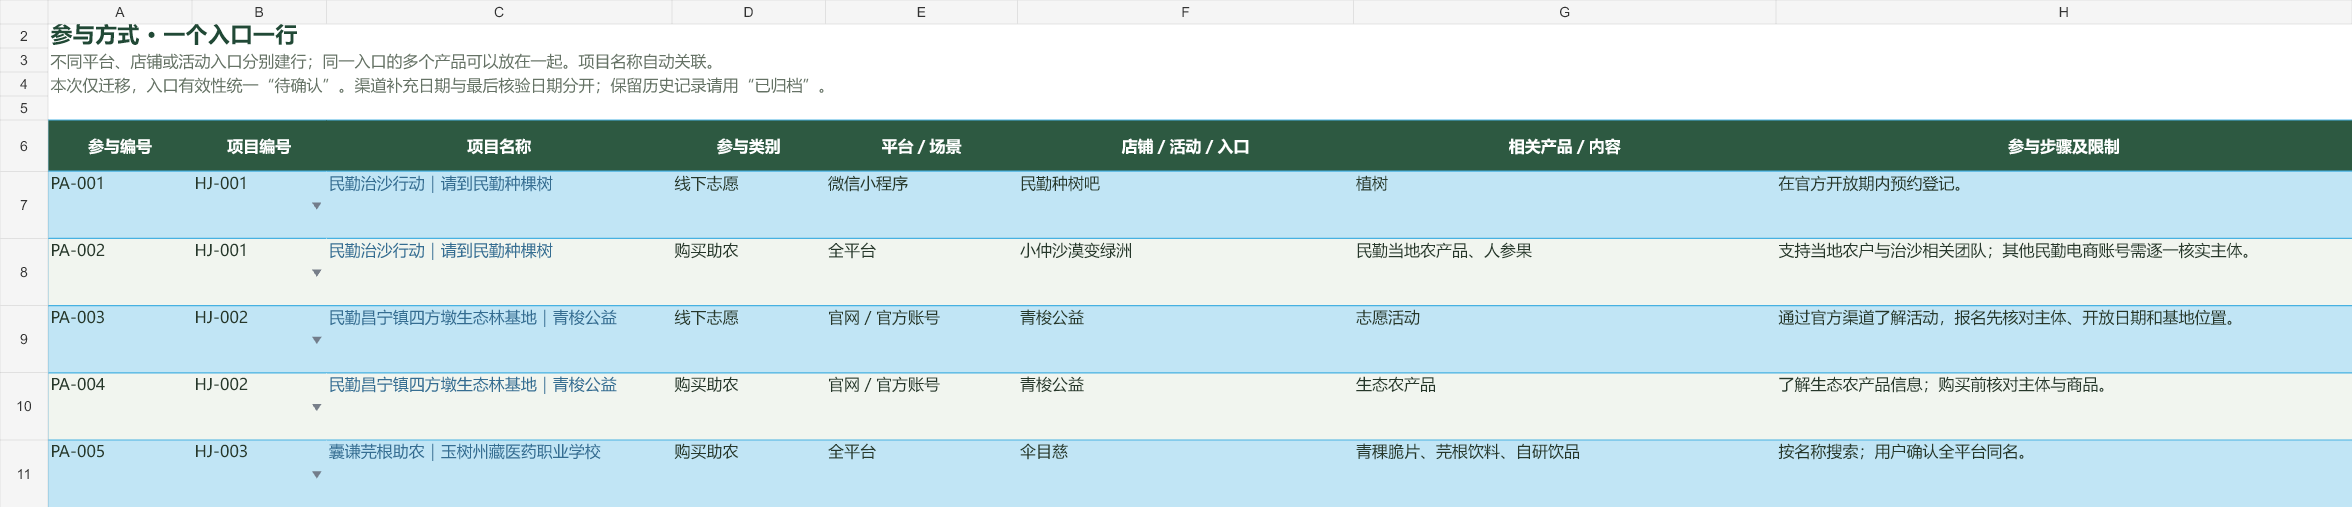 A B C D E F G H
2 参与方式・一个入口一行
3 不同平台、店铺或活动入口分别建行；同一入口的多个产品可以放在一起。项目名称自动关联。
4 本次仅迁移，入口有效性统一“待确认”。渠道补充日期与最后核验日期分开；保留历史记录请用“已归档”。
5
6 参与编号 项目编号 项目名称 参与类别 平台 / 场景 店铺 / 活动 / 入口 相关产品 / 内容 参与步骤及限制
7 PA-001 HJ-001 民勤治沙行动｜请到民勤种棵树 线下志愿 微信小程序 民勤种树吧 植树 在官方开放期内预约登记。
8 PA-002 HJ-001 民勤治沙行动｜请到民勤种棵树 购买助农 全平台 小仲沙漠变绿洲 民勤当地农产品、人参果 支持当地农户与治沙相关团队；其他民勤电商账号需逐一核实主体。
9 PA-003 HJ-002 民勤昌宁镇四方墩生态林基地｜青梭公益 线下志愿 官网 / 官方账号 青梭公益 志愿活动 通过官方渠道了解活动，报名先核对主体、开放日期和基地位置。
10 PA-004 HJ-002 民勤昌宁镇四方墩生态林基地｜青梭公益 购买助农 官网 / 官方账号 青梭公益 生态农产品 了解生态农产品信息；购买前核对主体与商品。
11 PA-005 HJ-003 囊谦芫根助农｜玉树州藏医药职业学校 购买助农 全平台 伞目慈 青稞脆片、芫根饮料、自研饮品 按名称搜索；用户确认全平台同名。